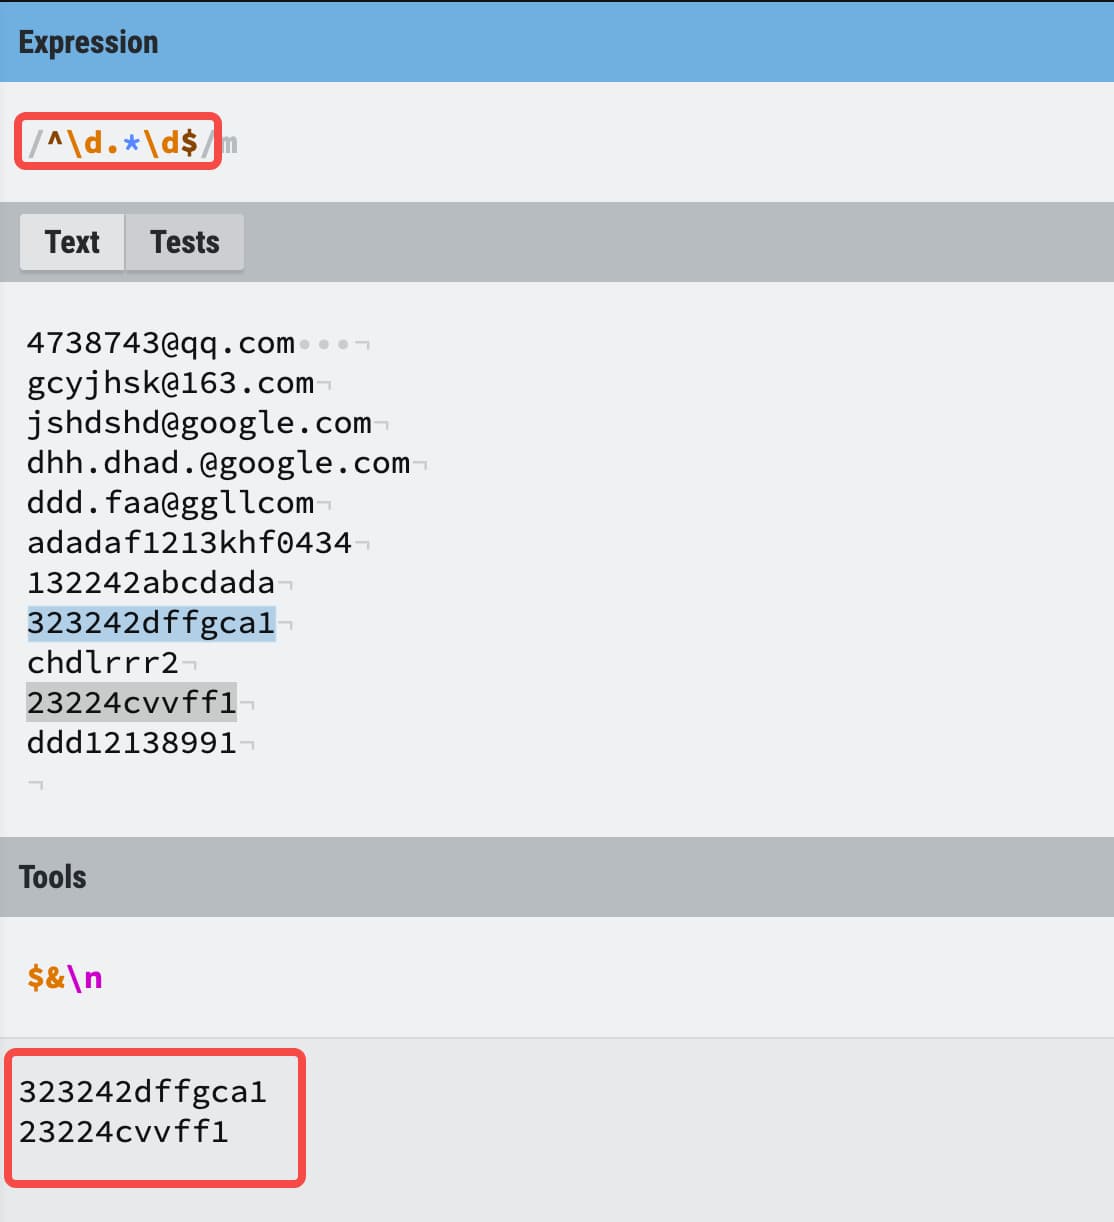 Expression
/^\d.*\d$/m
Text Tests
4738743@qq.com•••¬
gcyjhsk@163.com¬
jshdshd@google.com¬
dhh.dhad.@google.com¬
ddd.faa@ggllcom¬
adadaf1213khf0434¬
132242abcdada¬
323242dffgca1¬
chdlrrr2¬
23224cvvff1¬
ddd12138991¬
¬
Tools
$&\n
323242dffgca1
23224cvvff1